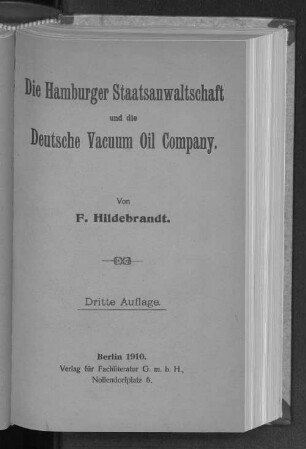 Die Hamburger Staatsanwaltschaft
und die
Deutsche Vacuum Oil Company.
Von
F. Hildebrandt.
Dritte Auflage.
Berlin 1910.
Verlag für Fachliteratur G. m. b. H.,
Nollendorfplatz 6.